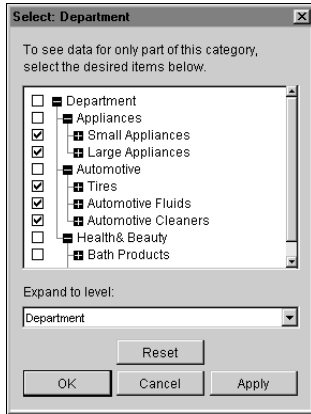 Select: Department
To see data for only part of this category,
select the desired items below.
Department
Appliances
Small Appliances
Large Appliances
Automotive
Tires
Automotive Fluids
Automotive Cleaners
Health& Beauty
Bath Products
Expand to level:
Department
Reset
OK Cancel Apply